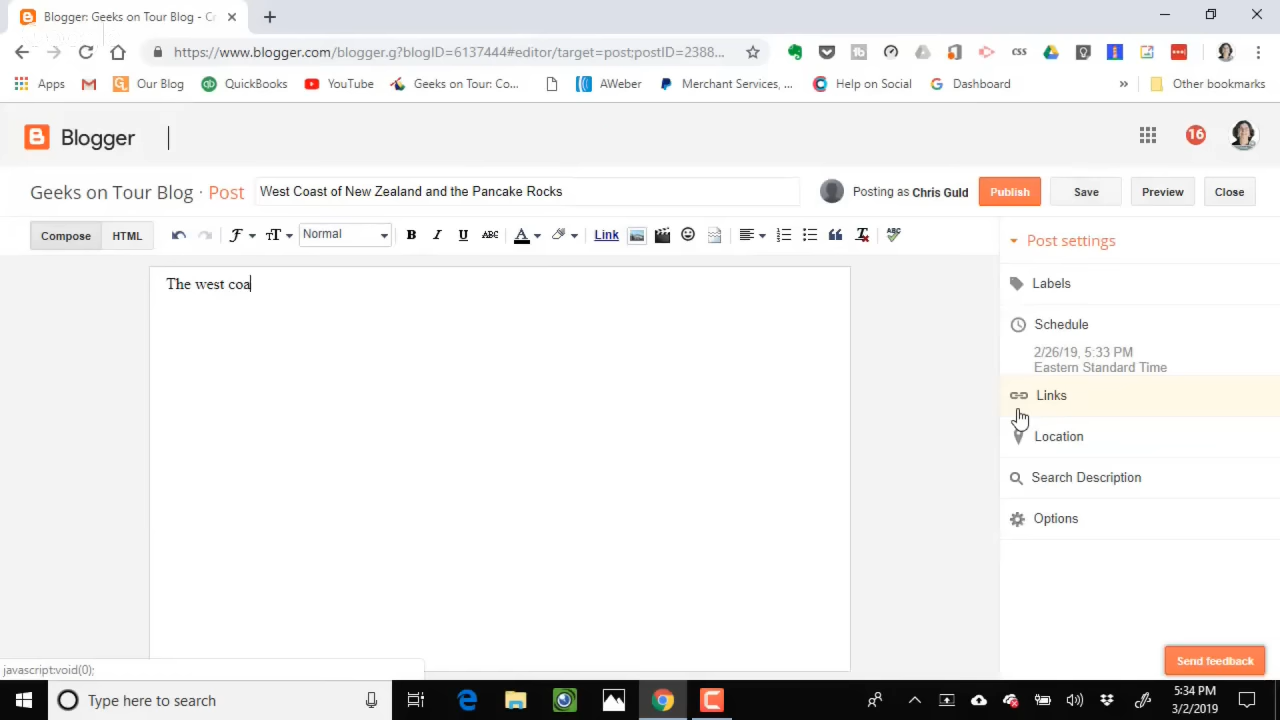 Blogger: Geeks on Tour Blog - Cr
https://www.blogger.com/blogger.g?blogID=6137444#editor/target=post;postID=2388...
Apps Our Blog QuickBooks YouTube Geeks on Tour: Co... AWeber Merchant Services, ... Help on Social Dashboard » Other bookmarks
Blogger 16
Geeks on Tour Blog · Post West Coast of New Zealand and the Pancake Rocks Posting as Chris Guld Publish Save Preview Close
Compose HTML Normal B I U ABC A Link ABC
Post settings
The west coa
Labels
Schedule
2/26/19, 5:33 PM
Eastern Standard Time
Links
Location
Search Description
Options
Send feedback
javascript:void(0);
Type here to search
5:34 PM
3/2/2019